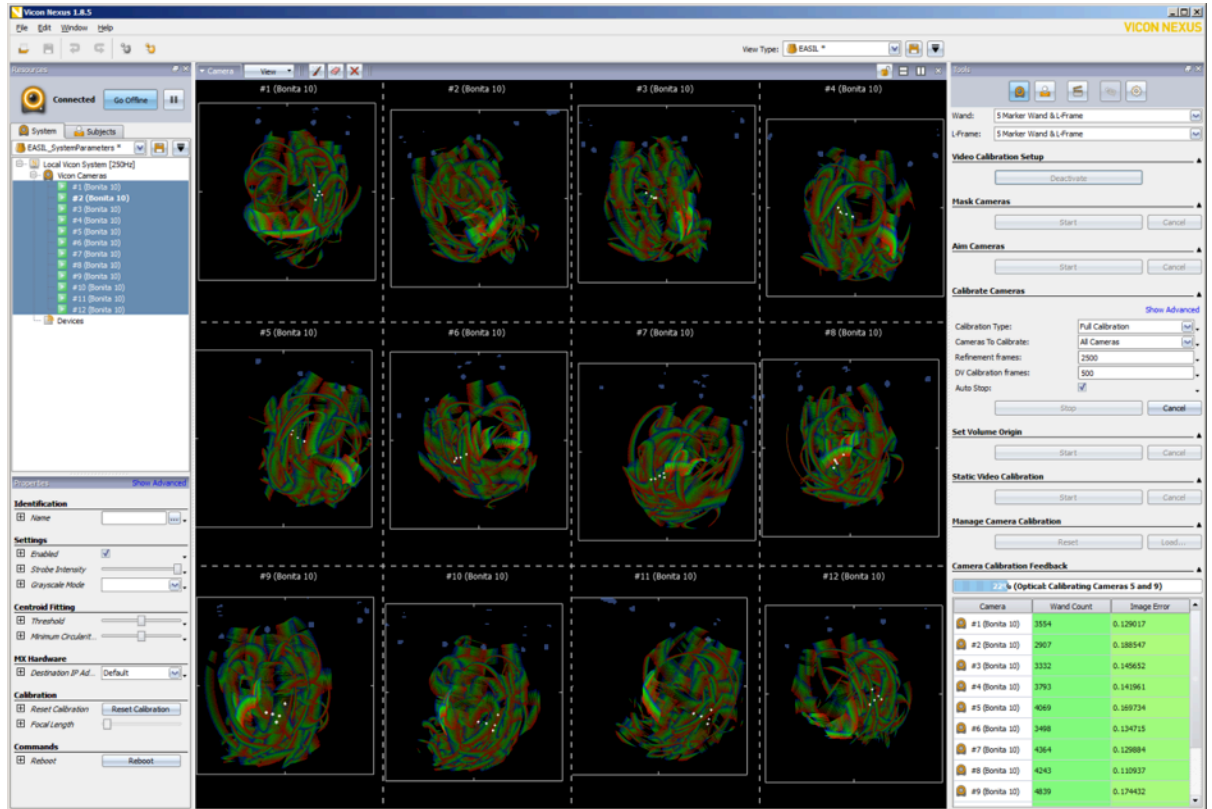 Vicon Nexus 1.8.5
File Edit Window Help
VICON NEXUS
View Type: EASIL *
Resources
Connected Go Offline
System Subjects
EASIL_SystemParameters *
Local Vicon System [250Hz]
Vicon Cameras
#1 (Bonita 10)
#2 (Bonita 10)
#3 (Bonita 10)
#4 (Bonita 10)
#5 (Bonita 10)
#6 (Bonita 10)
#7 (Bonita 10)
#8 (Bonita 10)
#9 (Bonita 10)
#10 (Bonita 10)
#11 (Bonita 10)
#12 (Bonita 10)
Devices
Properties Show Advanced
Identification
Name ...
Settings
Enabled
Strobe Intensity
Grayscale Mode
Centroid Fitting
Threshold
Minimum Circularit...
MX Hardware
Destination IP Ad... Default
Calibration
Reset Calibration Reset Calibration
Focal Length
Commands
Reboot Reboot
Camera View
#1 (Bonita 10) #2 (Bonita 10) #3 (Bonita 10) #4 (Bonita 10)
#5 (Bonita 10) #6 (Bonita 10) #7 (Bonita 10) #8 (Bonita 10)
#9 (Bonita 10) #10 (Bonita 10) #11 (Bonita 10) #12 (Bonita 10)
Tools
Wand: 5 Marker Wand & L-Frame
L-Frame: 5 Marker Wand & L-Frame
Video Calibration Setup
Deactivate
Mask Cameras
Start Cancel
Aim Cameras
Start Cancel
Calibrate Cameras
Show Advanced
Calibration Type: Full Calibration
Cameras To Calibrate: All Cameras
Refinement frames: 2500
DV Calibration frames: 500
Auto Stop:
Stop Cancel
Set Volume Origin
Start Cancel
Static Video Calibration
Start Cancel
Manage Camera Calibration
Reset Load...
Camera Calibration Feedback
22% (Optical: Calibrating Cameras 5 and 9)
Camera Wand Count Image Error
#1 (Bonita 10) 3554 0.129017
#2 (Bonita 10) 2907 0.188547
#3 (Bonita 10) 3332 0.145652
#4 (Bonita 10) 3793 0.141961
#5 (Bonita 10) 4069 0.169734
#6 (Bonita 10) 3498 0.134715
#7 (Bonita 10) 4364 0.129884
#8 (Bonita 10) 4243 0.110937
#9 (Bonita 10) 4839 0.174432